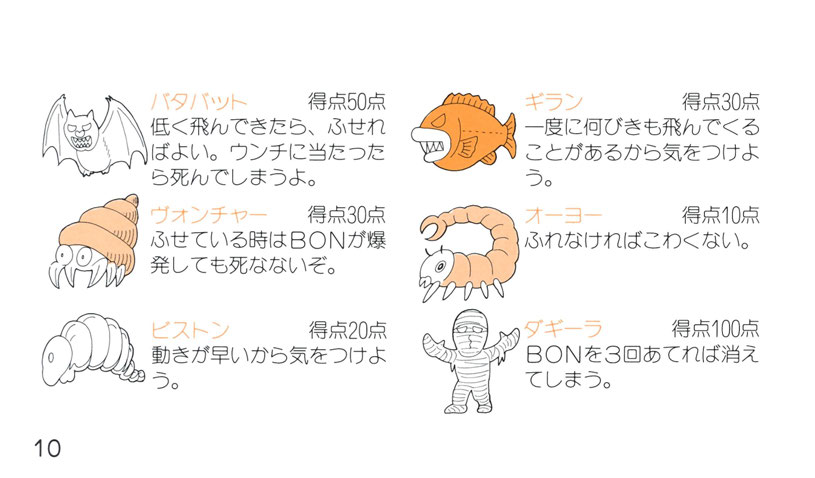 バタバット 得点50点
低く飛んできたら、ふせれ
ばよい。ウンチに当たった
ら死んでしまうよ。
ヴォンチャー 得点30点
ふせている時はBONが爆
発しても死なないぞ。
ピストン 得点20点
動きが早いから気をつけよ
う。
ギラン 得点30点
一度に何びきも飛んでくる
ことがあるから気をつけよ
う。
オーヨー 得点10点
ふれなければこわくない。
ダギーラ 得点100点
BONを3回あてれば消え
てしまう。
10